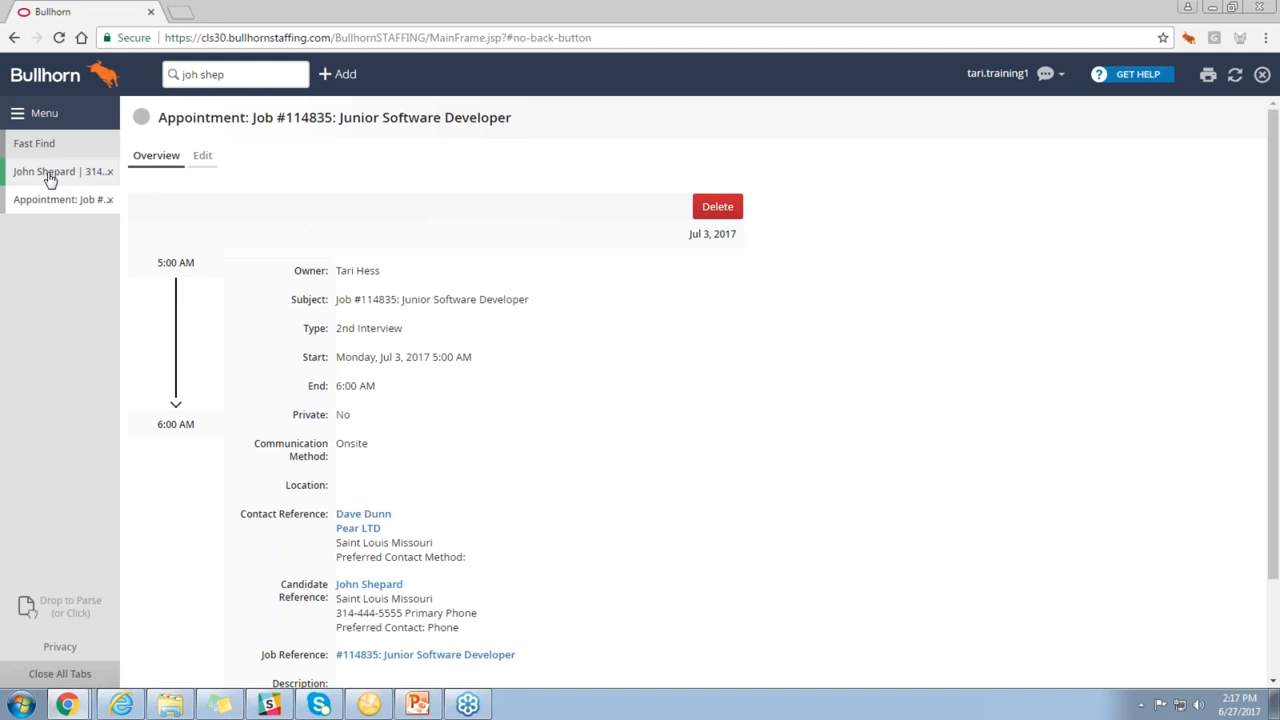 Bullhorn
Secure
https://cls30.bullhornstaffing.com/BullhornSTAFFING/MainFrame.jsp?#no-back-button
Bullhorn
joh shep
+ Add
tari.training1
? GET HELP
Menu
Fast Find
John Shepard | 314...
Appointment: Job #...
Appointment: Job #114835: Junior Software Developer
Overview
Edit
Delete
Jul 3, 2017
5:00 AM
6:00 AM
Owner: Tari Hess
Subject: Job #114835: Junior Software Developer
Type: 2nd Interview
Start: Monday, Jul 3, 2017 5:00 AM
End: 6:00 AM
Private: No
Communication Onsite
Method:
Location:
Contact Reference: Dave Dunn
Pear LTD
Saint Louis Missouri
Preferred Contact Method:
Candidate John Shepard
Reference: Saint Louis Missouri
314-444-5555 Primary Phone
Preferred Contact: Phone
Job Reference: #114835: Junior Software Developer
Description:
Drop to Parse
(or Click)
Privacy
Close All Tabs
2:17 PM
6/27/2017